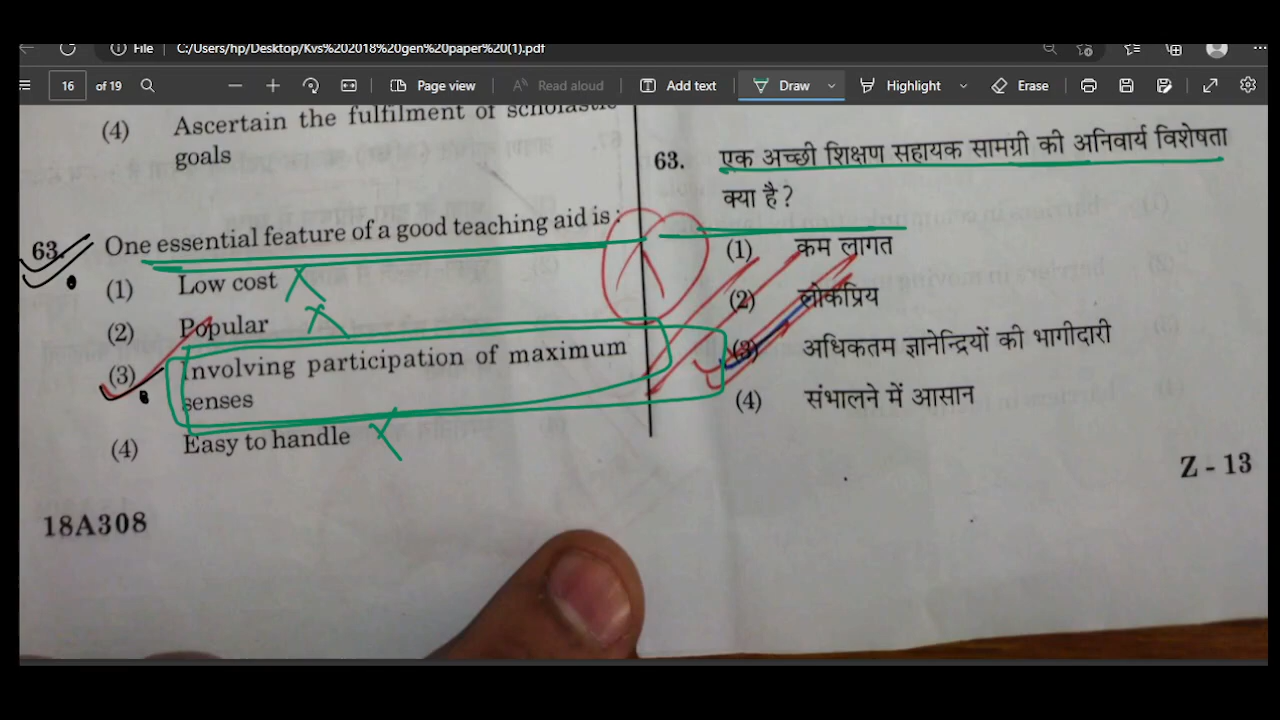 File C:/Users/hp/Desktop/Kvs%202018%20gen%20paper%20(1).pdf
16 of 19 Page view Read aloud Add text Draw Highlight Erase
(4) Ascertain the fulfilment of scholastic
goals
63. One essential feature of a good teaching aid is :
(1) Low cost
(2) Popular
(3) Involving participation of maximum
senses
(4) Easy to handle
18A308
63. एक अच्छी शिक्षण सहायक सामग्री की अनिवार्य विशेषता
क्या है ?
(1) कम लागत
(2) लोकप्रिय
(3) अधिकतम ज्ञानेन्द्रियों की भागीदारी
(4) संभालने में आसान
Z - 13